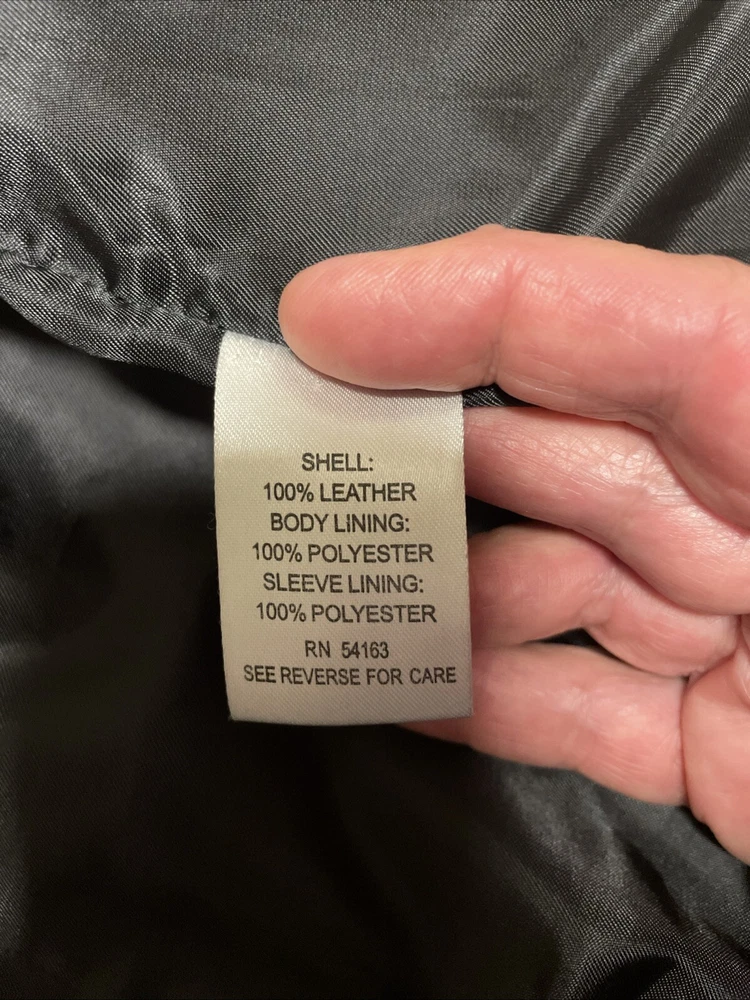 SHELL:
100% LEATHER
BODY LINING:
100% POLYESTER
SLEEVE LINING:
100% POLYESTER
RN 54163
SEE REVERSE FOR CARE